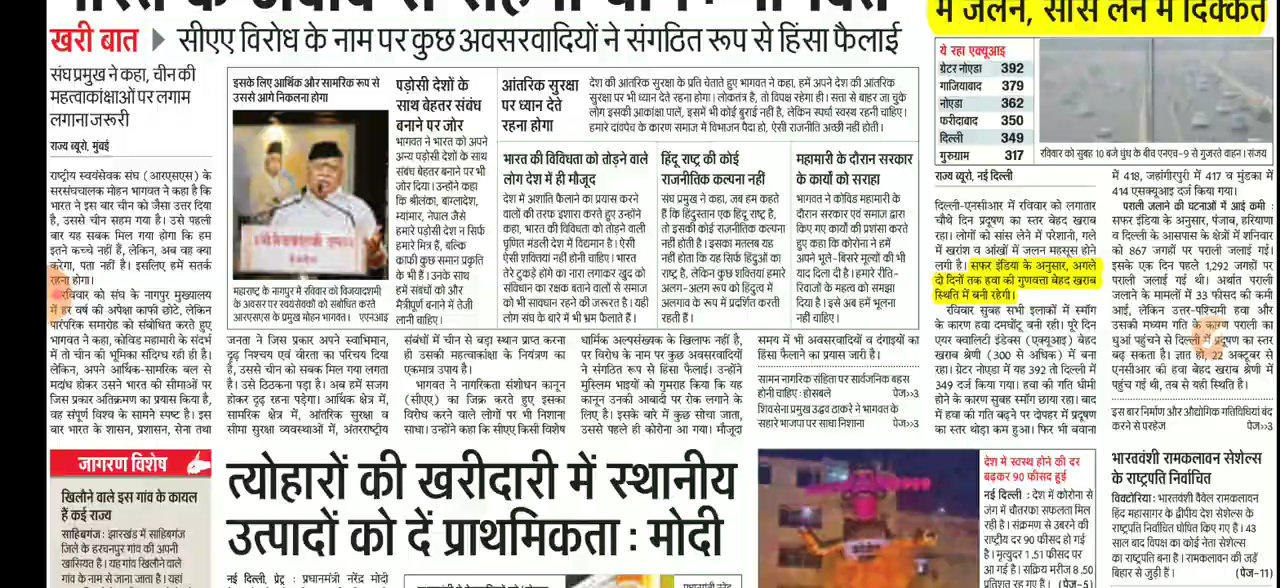 खरी बात ▸ सीएए विरोध के नाम पर कुछ अवसरवादियों ने संगठित रूप से हिंसा फैलाई
संघ प्रमुख ने कहा, चीन की
महत्वाकांक्षाओं पर लगाम
लगाना जरूरी
राज्य ब्यूरो, मुंबई
राष्ट्रीय स्वयंसेवक संघ (आरएसएस) के
सरसंघचालक मोहन भागवत ने कहा है कि
भारत ने इस बार चीन को जैसा उत्तर दिया
है, उससे चीन सहम गया है। उसे पहली
बार यह सबक मिल गया होगा कि हम
इतने कच्चे नहीं हैं, लेकिन, अब वह क्या
करेगा, पता नहीं है। इसलिए हमें सतर्क
रहना होगा।
रविवार को संघ के नागपुर मुख्यालय
में हर वर्ष की अपेक्षा काफी छोटे, लेकिन
पारंपरिक समारोह को संबोधित करते हुए
भागवत ने कहा, कोविड महामारी के संदर्भ
में तो चीन की भूमिका संदिग्ध रही ही है।
लेकिन, अपने आर्थिक-सामरिक बल से
मदांध होकर उसने भारत की सीमाओं पर
जिस प्रकार अतिक्रमण का प्रयास किया है,
वह संपूर्ण विश्व के सामने स्पष्ट है। इस
बार भारत के शासन, प्रशासन, सेना तथा
इसके लिए आर्थिक और सामरिक रूप से
उससे आगे निकलना होगा
महाराष्ट्र के नागपुर में रविवार को विजयादशमी
के अवसर पर स्वयंसेवकों को संबोधित करते
आरएसएस के प्रमुख मोहन भागवत। एएनआइ
पड़ोसी देशों के
साथ बेहतर संबंध
बनाने पर जोर
भागवत ने भारत को अपने
अन्य पड़ोसी देशों के साथ
संबंध बेहतर बनाने पर भी
जोर दिया। उन्होंने कहा
कि श्रीलंका, बांग्लादेश,
म्यांमार, नेपाल जैसे
हमारे पड़ोसी देश न सिर्फ
हमारे मित्र हैं, बल्कि
काफी कुछ समान प्रकृति
के भी हैं। उनके साथ
हमें संबंधों को और
मैत्रीपूर्ण बनाने में तेजी
लानी चाहिए।
आंतरिक सुरक्षा
पर ध्यान देते
रहना होगा
देश की आंतरिक सुरक्षा के प्रति चेताते हुए भागवत ने कहा, हमें अपने देश की आंतरिक
सुरक्षा पर भी ध्यान देते रहना होगा। लोकतंत्र है, तो विपक्ष रहेगा ही। सत्ता से बाहर जा चुके
लोग इसकी आकांक्षा पालें, इसमें भी कोई बुराई नहीं है, लेकिन स्पर्धा स्वस्थ रहनी चाहिए।
हमारे दांवपेच के कारण समाज में विभाजन पैदा हो, ऐसी राजनीति अच्छी नहीं होती।
भारत की विविधता को तोड़ने वाले
लोग देश में ही मौजूद
देश में अशांति फैलाने का प्रयास करने
वालों की तरफ इशारा करते हुए उन्होंने
कहा, भारत की विविधता को तोड़ने वाली
घृणित मंडली देश में विद्यमान है। ऐसी
ऐसी शक्तियां नहीं होनी चाहिए। भारत
तेरे टुकड़े होंगे का नारा लगाकर खुद को
संविधान का रक्षक बताने वालों से समाज
को भी सावधान रहने की जरूरत है। यही
लोग संघ के बारे में भी भ्रम फैलाते हैं।
हिंदू राष्ट्र की कोई
राजनीतिक कल्पना नहीं
संघ प्रमुख ने कहा, जब हम कहते
हैं कि हिंदुस्तान एक हिंदू राष्ट्र है,
तो इसकी कोई राजनीतिक कल्पना
नहीं होती है। इसका मतलब यह
नहीं कि यह सिर्फ हिंदुओं का
राष्ट्र है, लेकिन कुछ शक्तियां हमारे
अलग-अलग रूप को हिंदुत्व में
अलगाव के रूप में प्रदर्शित करती
रहती हैं।
महामारी के दौरान सरकार
के कार्यों को सराहा
भागवत ने कोविड महामारी के
दौरान सरकार एवं समाज द्वारा
किए गए कार्यों की प्रशंसा करते
हुए कहा कि कोरोना ने हमें
अपने भूले-बिसरे मूल्यों की भी
याद दिला दी है। हमारे रीति-
रिवाजों के महत्व को समझा
दिया है। इसे अब हमें भूलना
नहीं चाहिए।
जनता ने जिस प्रकार अपने स्वाभिमान,
दृढ़ निश्चय एवं वीरता का परिचय दिया
है, उससे चीन को सबक मिल गया लगता
है। उसे ठिठकना पड़ा है। अब हमें सजग
होकर दृढ़ रहना पड़ेगा। आर्थिक क्षेत्र में,
सामरिक क्षेत्र में, आंतरिक सुरक्षा व
सीमा सुरक्षा व्यवस्थाओं में, अंतरराष्ट्रीय
संबंधों में चीन से बड़ा स्थान प्राप्त करना
ही उसकी महत्वाकांक्षा के नियंत्रण का
एकमात्र उपाय है।
भागवत ने नागरिकता संशोधन कानून
(सीएए) का जिक्र करते हुए इसका
विरोध करने वाले लोगों पर भी निशाना
साधा। उन्होंने कहा कि सीएए किसी विशेष
धार्मिक अल्पसंख्यक के खिलाफ नहीं है,
पर विरोध के नाम पर कुछ अवसरवादियों
ने संगठित रूप से हिंसा फैलाई। उन्होंने
मुस्लिम भाइयों को गुमराह किया कि यह
कानून उनकी आबादी पर रोक लगाने के
लिए है। इसके बारे में कुछ सोचा जाता,
उससे पहले ही कोरोना आ गया। मौजूदा
समय में भी अवसरवादियों व दंगाइयों का
हिंसा फैलाने का प्रयास जारी है।
सामन नागरिक संहिता पर सार्वजनिक बहस
होनी चाहिए : होसबले पेज>>3
शिवसेना प्रमुख उद्धव ठाकरे ने भागवत के
सहारे भाजपा पर साधा निशाना पेज>>3
में जलन, सांस लेने में दिक्कत
ये रहा एक्यूआइ
ग्रेटर नोएडा 392
गाजियाबाद 379
नोएडा 362
फरीदाबाद 350
दिल्ली 349
गुरुग्राम 317
रविवार को सुबह 10 बजे धुंध के बीच एनएच-9 से गुजरते वाहन। संजय
राज्य ब्यूरो, नई दिल्ली
दिल्ली-एनसीआर में रविवार को लगातार
चौथे दिन प्रदूषण का स्तर बेहद खराब
रहा। लोगों को सांस लेने में परेशानी, गले
में खराश व आंखों में जलन महसूस होने
लगी है। सफर इंडिया के अनुसार, अगले
दो दिनों तक हवा की गुणवत्ता बेहद खराब
स्थिति में बनी रहेगी।
रविवार सुबह सभी इलाकों में स्मॉग
के कारण हवा दमघोंटू बनी रही। पूरे दिन
एयर क्वालिटी इंडेक्स (एक्यूआइ) बेहद
खराब श्रेणी (300 से अधिक) में बना
रहा। ग्रेटर नोएडा में यह 392 तो दिल्ली में
349 दर्ज किया गया। हवा की गति धीमी
होने के कारण सुबह स्मॉग छाया रहा। बाद
में हवा की गति बढ़ने पर दोपहर में प्रदूषण
का स्तर थोड़ा कम हुआ। फिर भी बवाना
में 418, जहांगीरपुरी में 417 व मुंडका में
414 एसक्यूआइ दर्ज किया गया।
पराली जलाने की घटनाओं में आई कमी :
सफर इंडिया के अनुसार, पंजाब, हरियाणा
व दिल्ली के आसपास के क्षेत्रों में शनिवार
को 867 जगहों पर पराली जलाई गई।
इसके एक दिन पहले 1,292 जगहों पर
पराली जलाई गई थी। अर्थात पराली
जलाने के मामलों में 33 फीसद की कमी
आई, लेकिन उत्तर-पश्चिमी हवा और
उसकी मध्यम गति के कारण पराली का
धुआं पहुंचने से दिल्ली में प्रदूषण का स्तर
बढ़ सकता है। ज्ञात हो, 22 अक्टूबर से
एनसीआर की हवा बेहद खराब श्रेणी में
पहुंच गई थी, तब से यही स्थिति है।
इस बार निर्माण और औद्योगिक गतिविधियां बंद
करने से परहेज पेज>>3
जागरण विशेष
खिलौने वाले इस गांव के कायल
हैं कई राज्य
साहिबगंज : झारखंड में साहिबगंज
जिले के हरचनपुर गांव की अपनी
खासियत है। यह गांव खिलौने वाले
गांव के नाम से जाना जाता है। यहां
त्योहारों की खरीदारी में स्थानीय
उत्पादों को दें प्राथमिकता : मोदी
नई दिल्ली, प्रेट्र : प्रधानमंत्री नरेंद्र मोदी
देश में स्वस्थ होने की दर
बढ़कर 90 फीसद हुई
नई दिल्ली : देश में कोरोना से
जंग में चौतरफा सफलता मिल
रही है। संक्रमण से उबरने की
राष्ट्रीय दर 90 फीसद हो गई
है। मृत्युदर 1.51 फीसद पर
आ गई है। सक्रिय मरीज 8.50
प्रतिशत रह गए हैं। (पेज-5)
भारतवंशी रामकलावन सेशेल्स
के राष्ट्रपति निर्वाचित
विक्टोरिया : भारतवंशी वैवेल रामकलावन
हिंद महासागर के द्वीपीय देश सेशेल्स के
राष्ट्रपति निर्वाचित घोषित किए गए हैं। 43
साल बाद विपक्ष का कोई नेता सेशेल्स
का राष्ट्रपति बना है। रामकलावन की जड़ें
बिहार से जुड़ी हैं। (पेज-11)